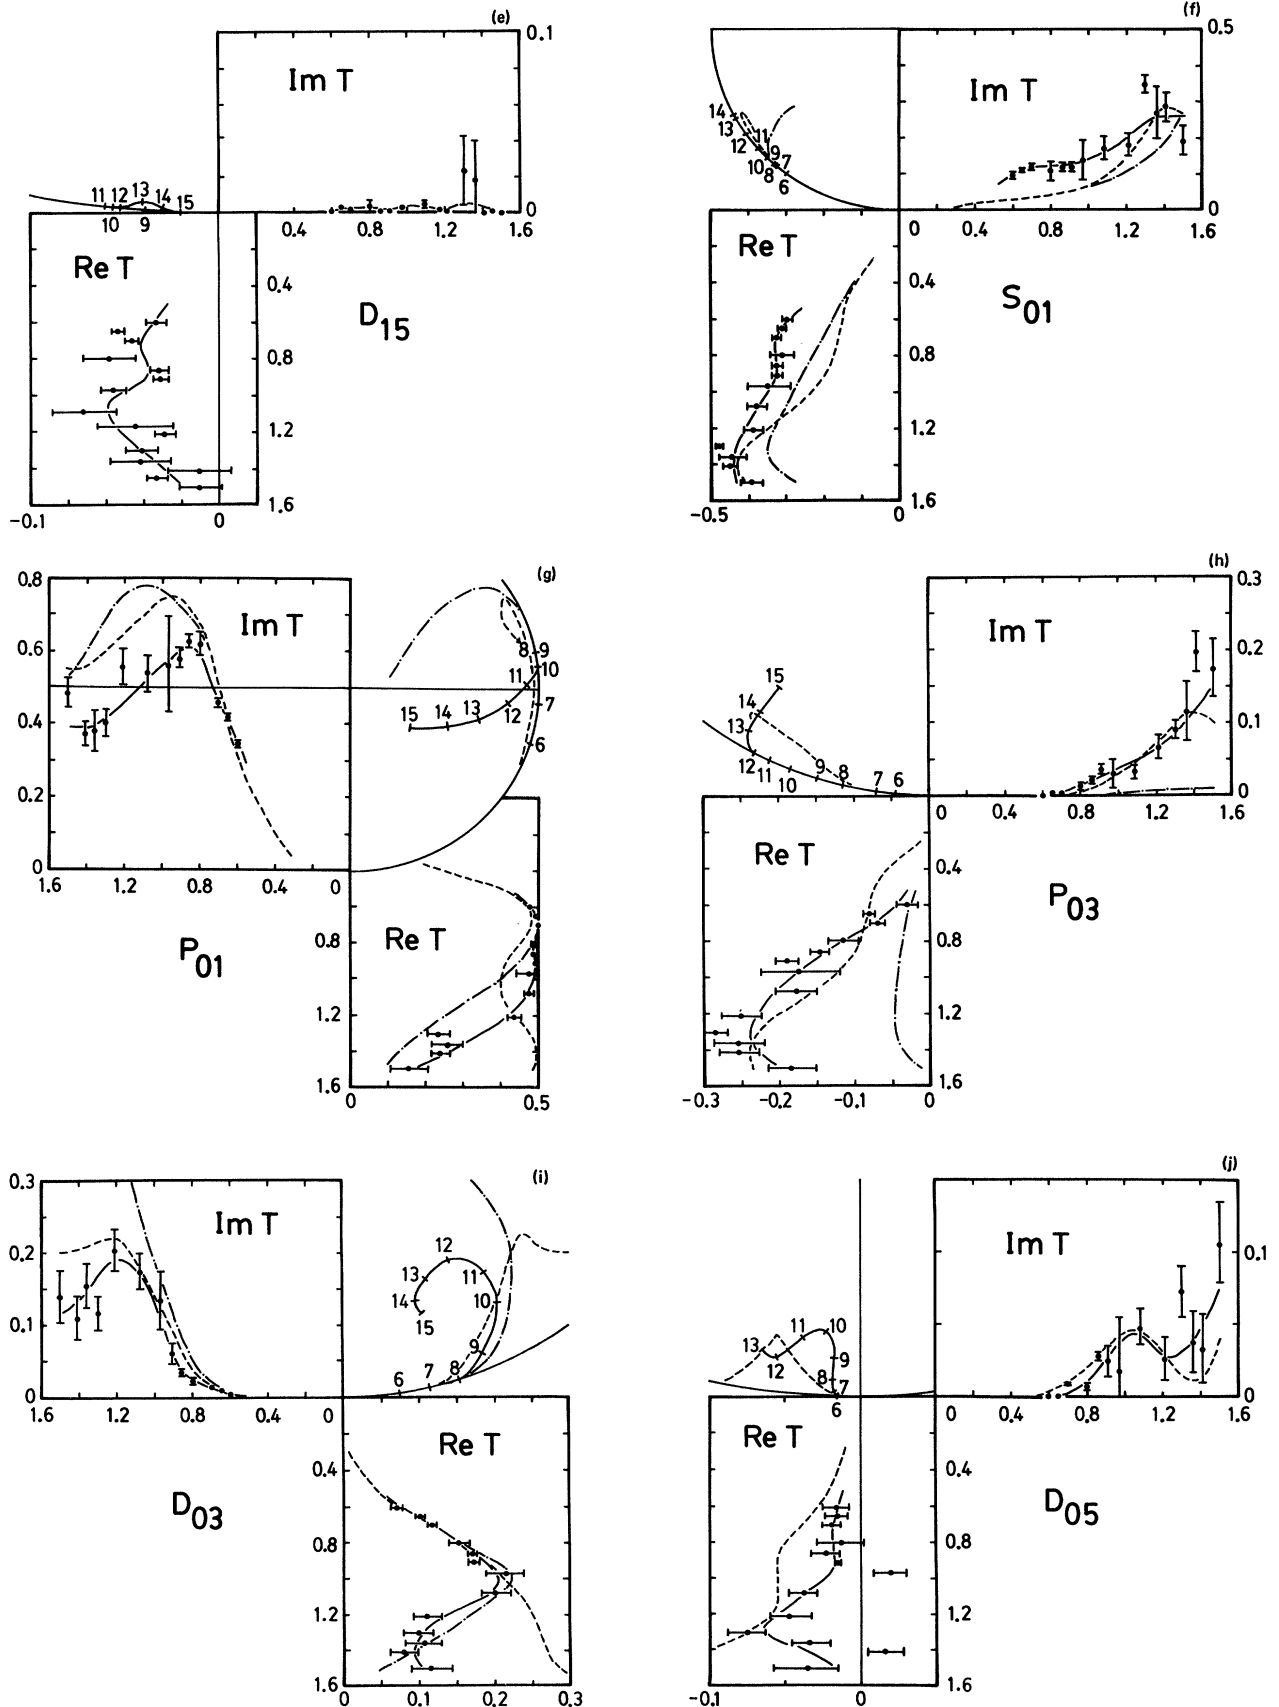 (e)
0.1
Im T
11 12 13 14 15
10 9
0
0.4 0.8 1.2 1.6
Re T
0.4
D15
0.8
1.2
1.6
-0.1 0
(f)
0.5
Im T
14
13
12
11
10
9
8
7
6
0
0 0.4 0.8 1.2 1.6
Re T
0.4
S01
0.8
1.2
1.6
-0.5 0
(g)
0.8
Im T
0.6
8
9
10
11
7
15 14 13 12
0.4
6
0.2
0
1.6 1.2 0.8 0
P01
Re T
0.8
1.2
1.6
0 0.5
(h)
0.3
Im T
0.2
15
14
13
0.1
12
11
10
9
8
7 6
0
0 0.4 0.8 1.2 1.6
Re T
0.4
P03
0.8
1.2
1.6
-0.3 -0.2 -0.1 0
(i)
0.3
Im T
0.2
12
13
11
14
10
0.1
15
9
8
7
6
0
1.6 1.2 0.8 0.4 0
Re T
0.4
D03
0.8
1.2
1.6
0 0.1 0.2 0.3
(j)
Im T
0.1
11 10
13
12
9
8
7
6
0
0 0.4 0.8 1.2 1.6
Re T
0.4
D05
0.8
1.2
1.6
-0.1 0